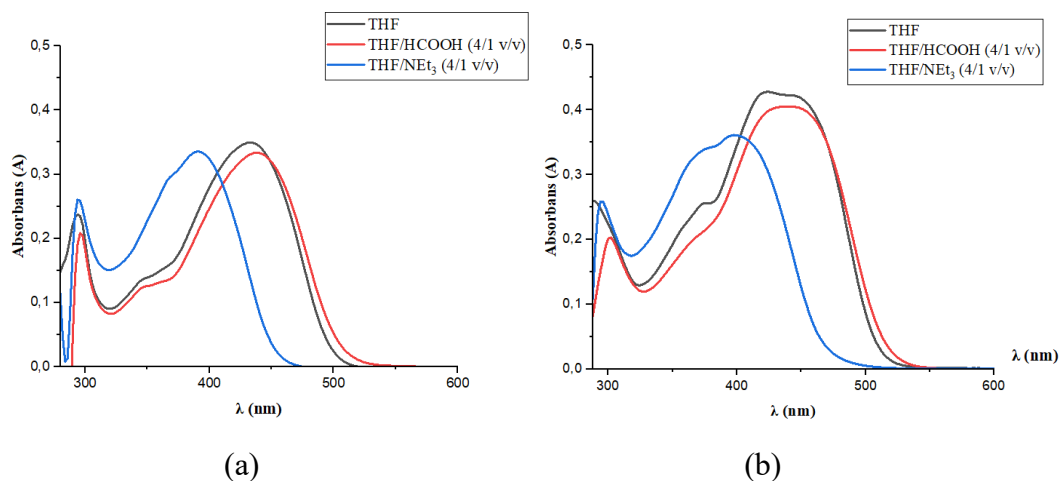 THF
THF/HCOOH (4/1 v/v)
THF/NEt₃ (4/1 v/v)
0,5
0,4
0,3
0,2
0,1
0,0
Absorbans (A)
300
400
500
600
λ (nm)
(a)
THF
THF/HCOOH (4/1 v/v)
THF/NEt₃ (4/1 v/v)
0,5
0,4
0,3
0,2
0,1
0,0
Absorbans (A)
300
400
500
600
λ (nm)
λ (nm)
(b)